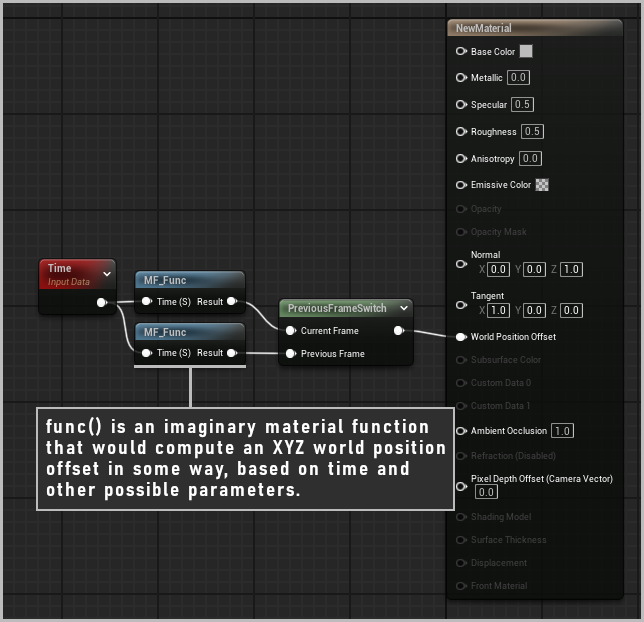 NewMaterial
Base Color
Metallic 0.0
Specular 0.5
Roughness 0.5
Anisotropy 0.0
Emissive Color
Opacity
Opacity Mask
Normal
X 0.0 Y 0.0 Z 1.0
Tangent
X 1.0 Y 0.0 Z 0.0
World Position Offset
Subsurface Color
Custom Data 0
Custom Data 1
Ambient Occlusion 1.0
Refraction (Disabled)
Pixel Depth Offset (Camera Vector)
0.0
Shading Model
Surface Thickness
Displacement
Front Material
Time
Input Data
MF_Func
Time (S) Result
MF_Func
Time (S) Result
PreviousFrameSwitch
Current Frame
Previous Frame
func() is an imaginary material function
that would compute an XYZ world position
offset in some way, based on time and
other possible parameters.